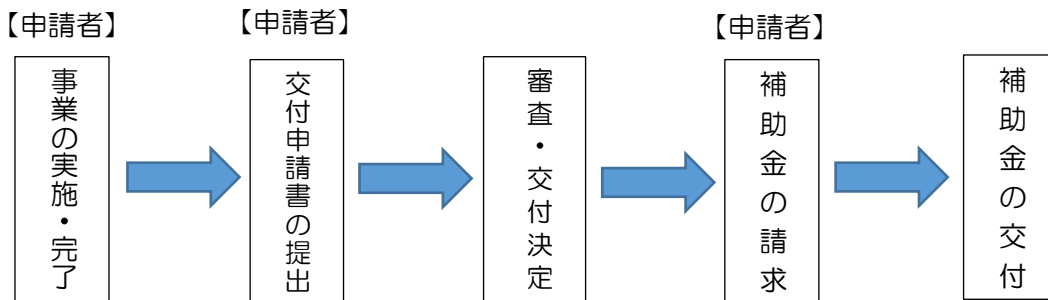 【申請者】
事業の実施・完了
【申請者】
交付申請書の提出
審査・交付決定
【申請者】
補助金の請求
補助金の交付